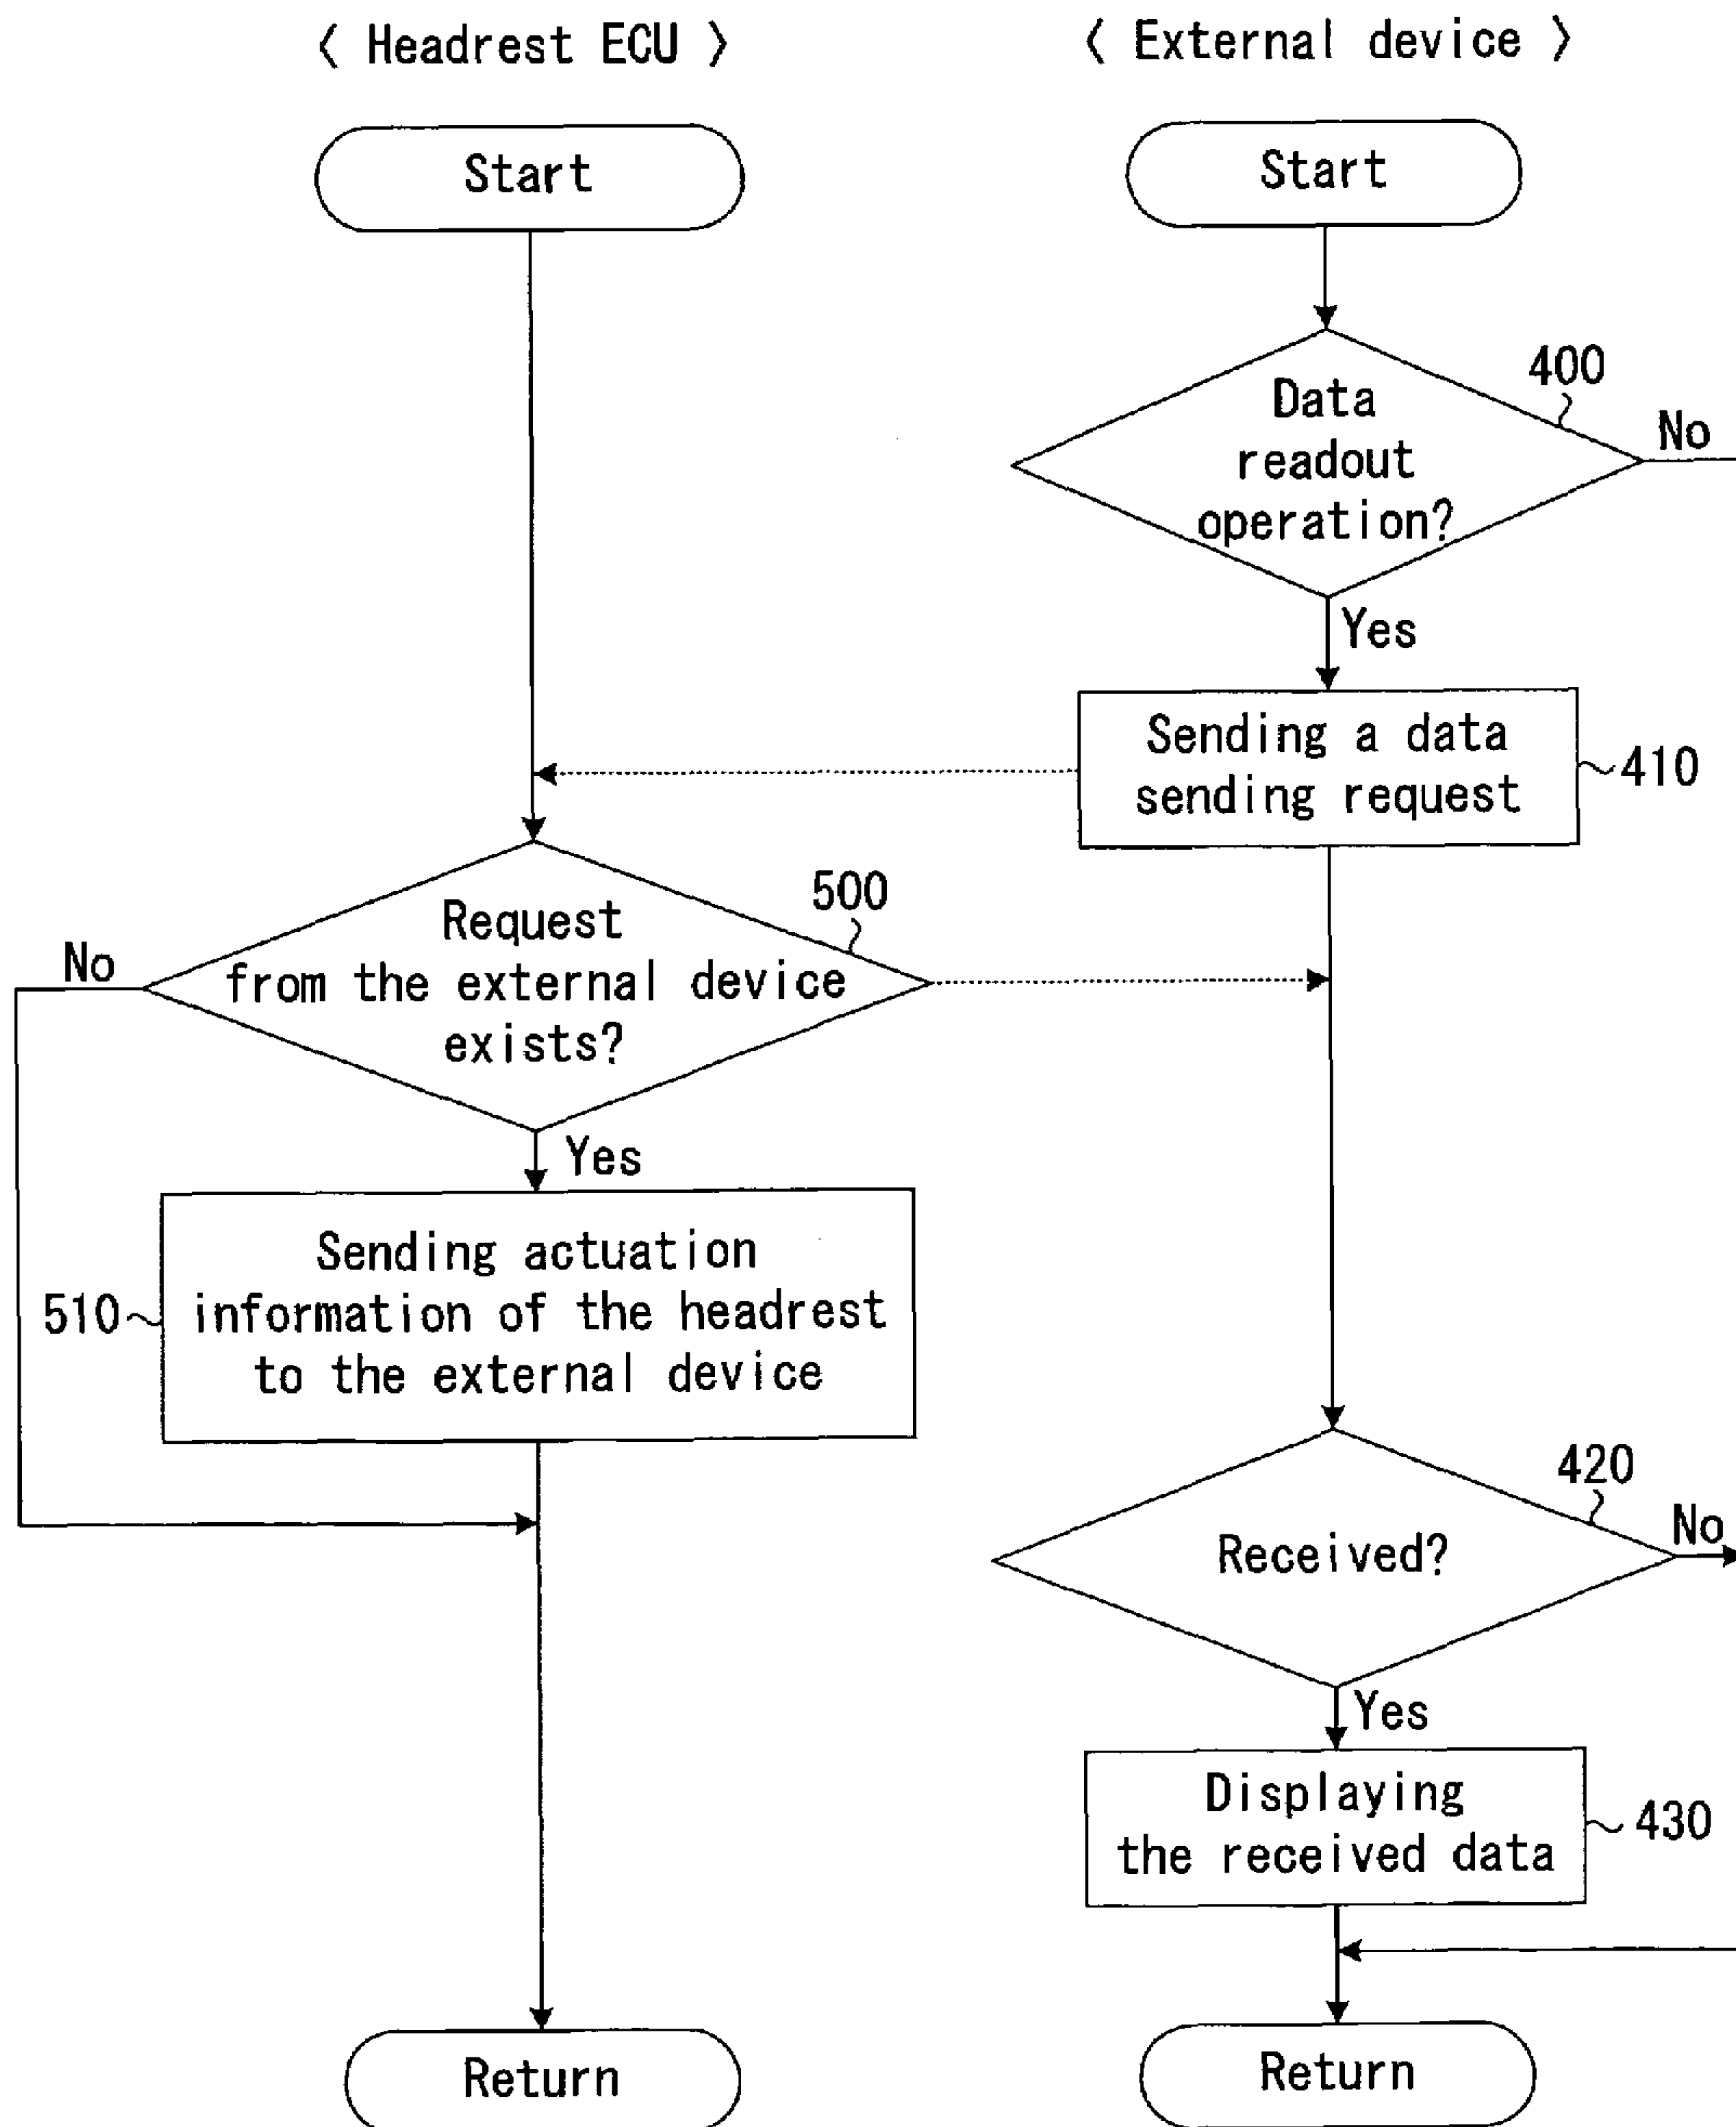 〈 Headrest ECU 〉
Start
No
Request
from the external device
exists?
500
Yes
Sending actuation
information of the headrest
to the external device
510
Return
〈 External device 〉
Start
Data
readout
operation?
400
No
Yes
Sending a data
sending request
410
Received?
420
No
Yes
Displaying
the received data
430
Return